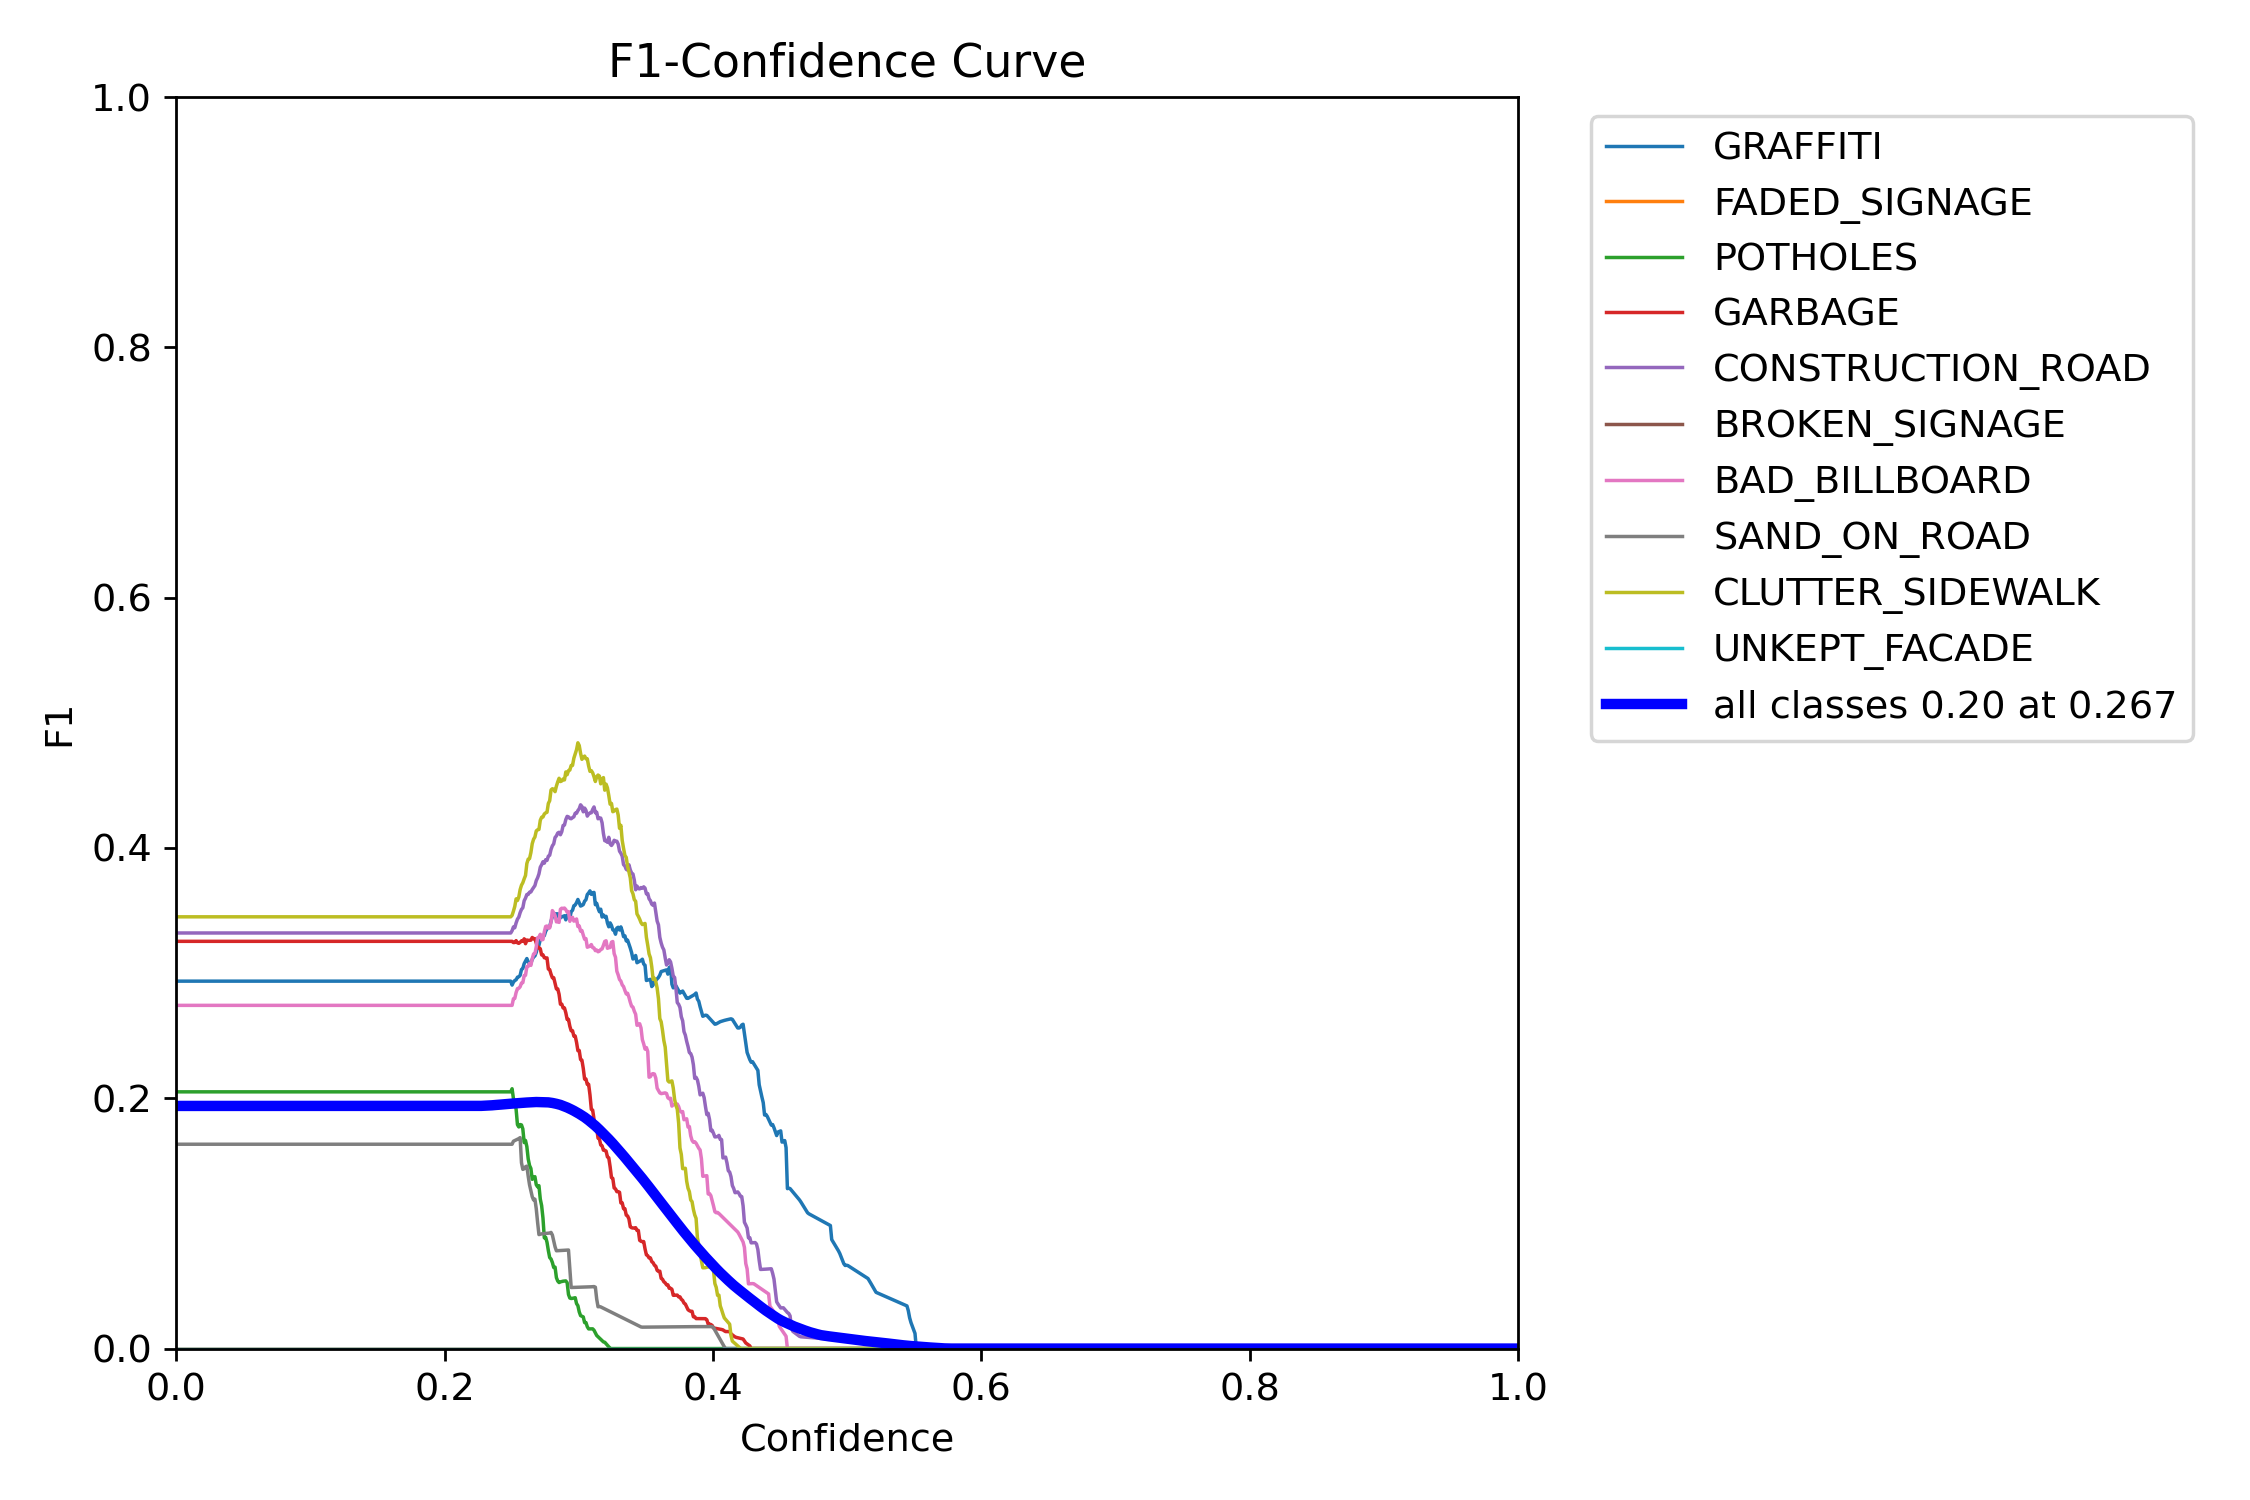 F1-Confidence Curve
1.0
0.8
0.6
0.4
0.2
0.0
F1
0.0 0.2 0.4 0.6 0.8 1.0
Confidence
GRAFFITI
FADED_SIGNAGE
POTHOLES
GARBAGE
CONSTRUCTION_ROAD
BROKEN_SIGNAGE
BAD_BILLBOARD
SAND_ON_ROAD
CLUTTER_SIDEWALK
UNKEPT_FACADE
all classes 0.20 at 0.267